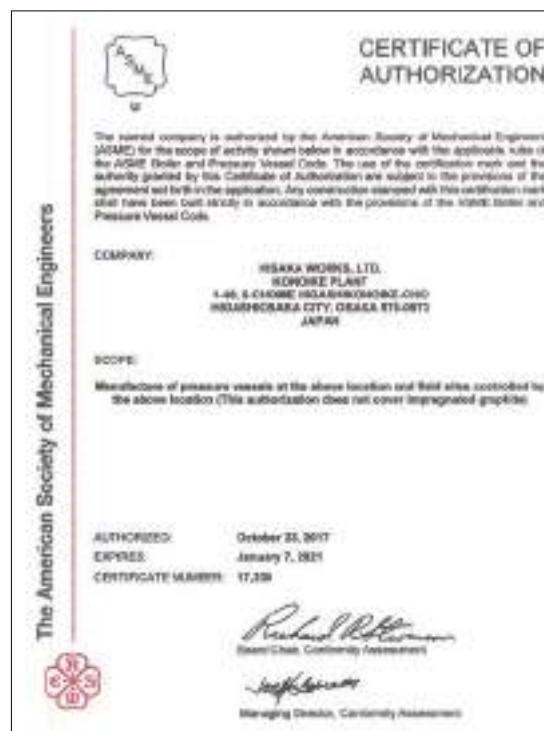 ASME
U
CERTIFICATE OF
AUTHORIZATION
The named company is authorized by the American Society of Mechanical Engineers
(ASME) for the scope of activity shown below in accordance with the applicable rules of
the ASME Boiler and Pressure Vessel Code. The use of the certification mark and the
authority granted by this Certificate of Authorization are subject to the provisions of the
agreement set forth in the application. Any construction stamped with this certification mark
shall have been built strictly in accordance with the provisions of the ASME Boiler and
Pressure Vessel Code.
COMPANY:
HISAKA WORKS, LTD.
KONOIKE PLANT
HIGASHIKONOIKE-CHO
HIGASHIOSAKA CITY, OSAKA
JAPAN
SCOPE:
Manufacture of pressure vessels at the above location and field sites controlled by
the above location (This authorization does not cover impregnated graphite)
AUTHORIZED: October 2017
EXPIRES: January 7, 2021
CERTIFICATE NUMBER:
Board Chair, Conformity Assessment
Managing Director, Conformity Assessment
The American Society of Mechanical Engineers